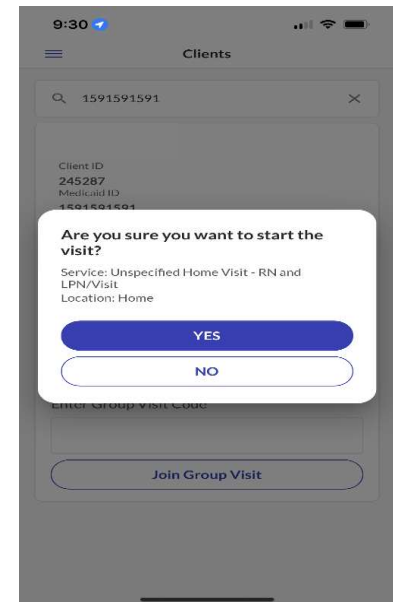 9:30
Clients
1591591591
Client ID
245287
Medicaid ID
1591591591
Are you sure you want to start the
visit?
Service: Unspecified Home Visit - RN and
LPN/Visit
Location: Home
YES
NO
Enter Group Visit Code
Join Group Visit